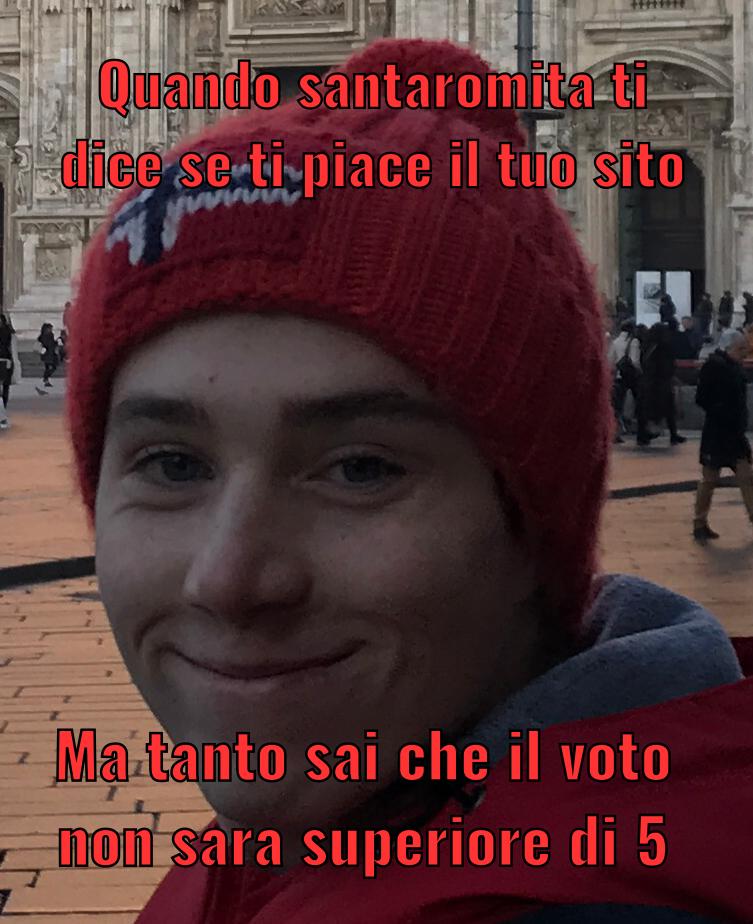 Quando santaromita ti
dice se ti piace il tuo sito
Ma tanto sai che il voto
non sara superiore di 5